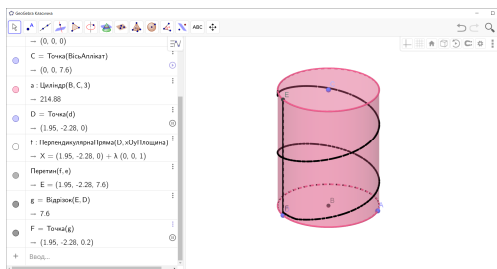 GeoGebra Класична
ABC
→ (0, 0, 0)
C = Точка(ВісьАплікат)
→ (0, 0, 7.6)
a : Циліндр(B, C, 3)
→ 214.88
D = Точка(d)
→ (1.95, -2.28, 0)
f : ПерпендикулярнаПряма(D, xOyПлощина)
→ X = (1.95, -2.28, 0) + λ (0, 0, 1)
Перетин(f, e)
→ E = (1.95, -2.28, 7.6)
g = Відрізок(E, D)
→ 7.6
F = Точка(g)
→ (1.95, -2.28, 0.2)
+ Ввод...
E
B
A